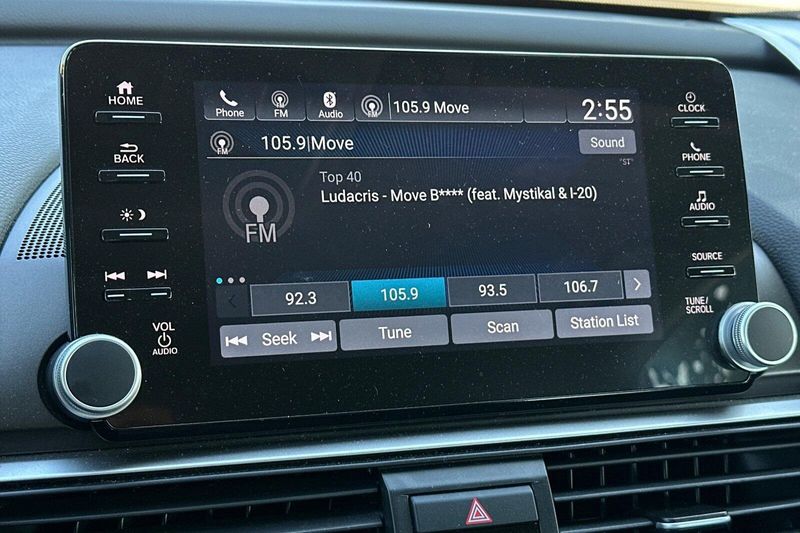 HOME
BACK
VOL
AUDIO
Phone
FM
Audio
105.9 Move
2:55
FM
105.9|Move
Sound
"ST"
Top 40
Ludacris - Move B**** (feat. Mystikal & I-20)
FM
92.3
105.9
93.5
106.7
Seek
Tune
Scan
Station List
CLOCK
PHONE
AUDIO
SOURCE
TUNE/
SCROLL